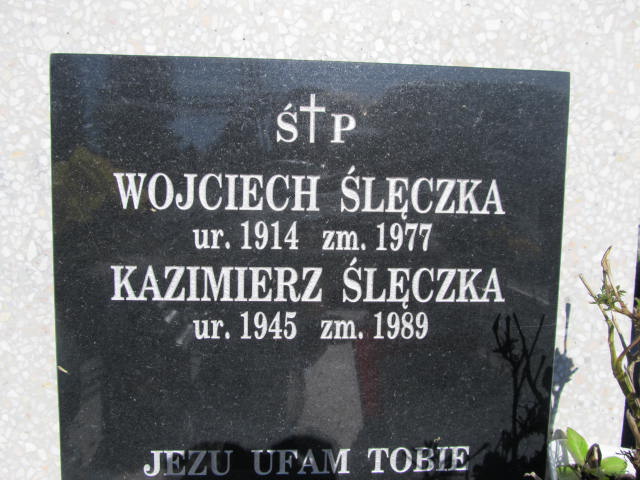 Ś†P
WOJCIECH ŚLĘCZKA
ur. 1914 zm. 1977
KAZIMIERZ ŚLĘCZKA
ur. 1945 zm. 1989
JEZU UFAM TOBIE